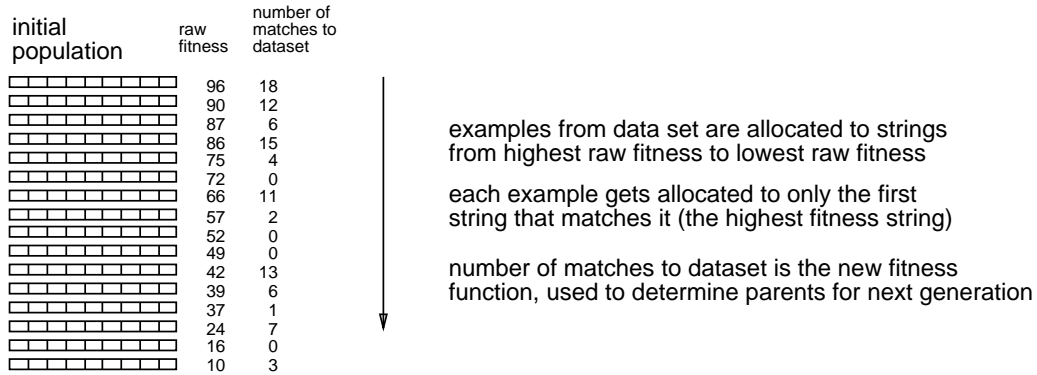 initial
population
raw
fitness
number of
matches to
dataset
96 18
90 12
87 6
86 15
75 4
72 0
66 11
57 2
52 0
49 0
42 13
39 6
37 1
24 7
16 0
10 3
examples from data set are allocated to strings
from highest raw fitness to lowest raw fitness
each example gets allocated to only the first
string that matches it (the highest fitness string)
number of matches to dataset is the new fitness
function, used to determine parents for next generation